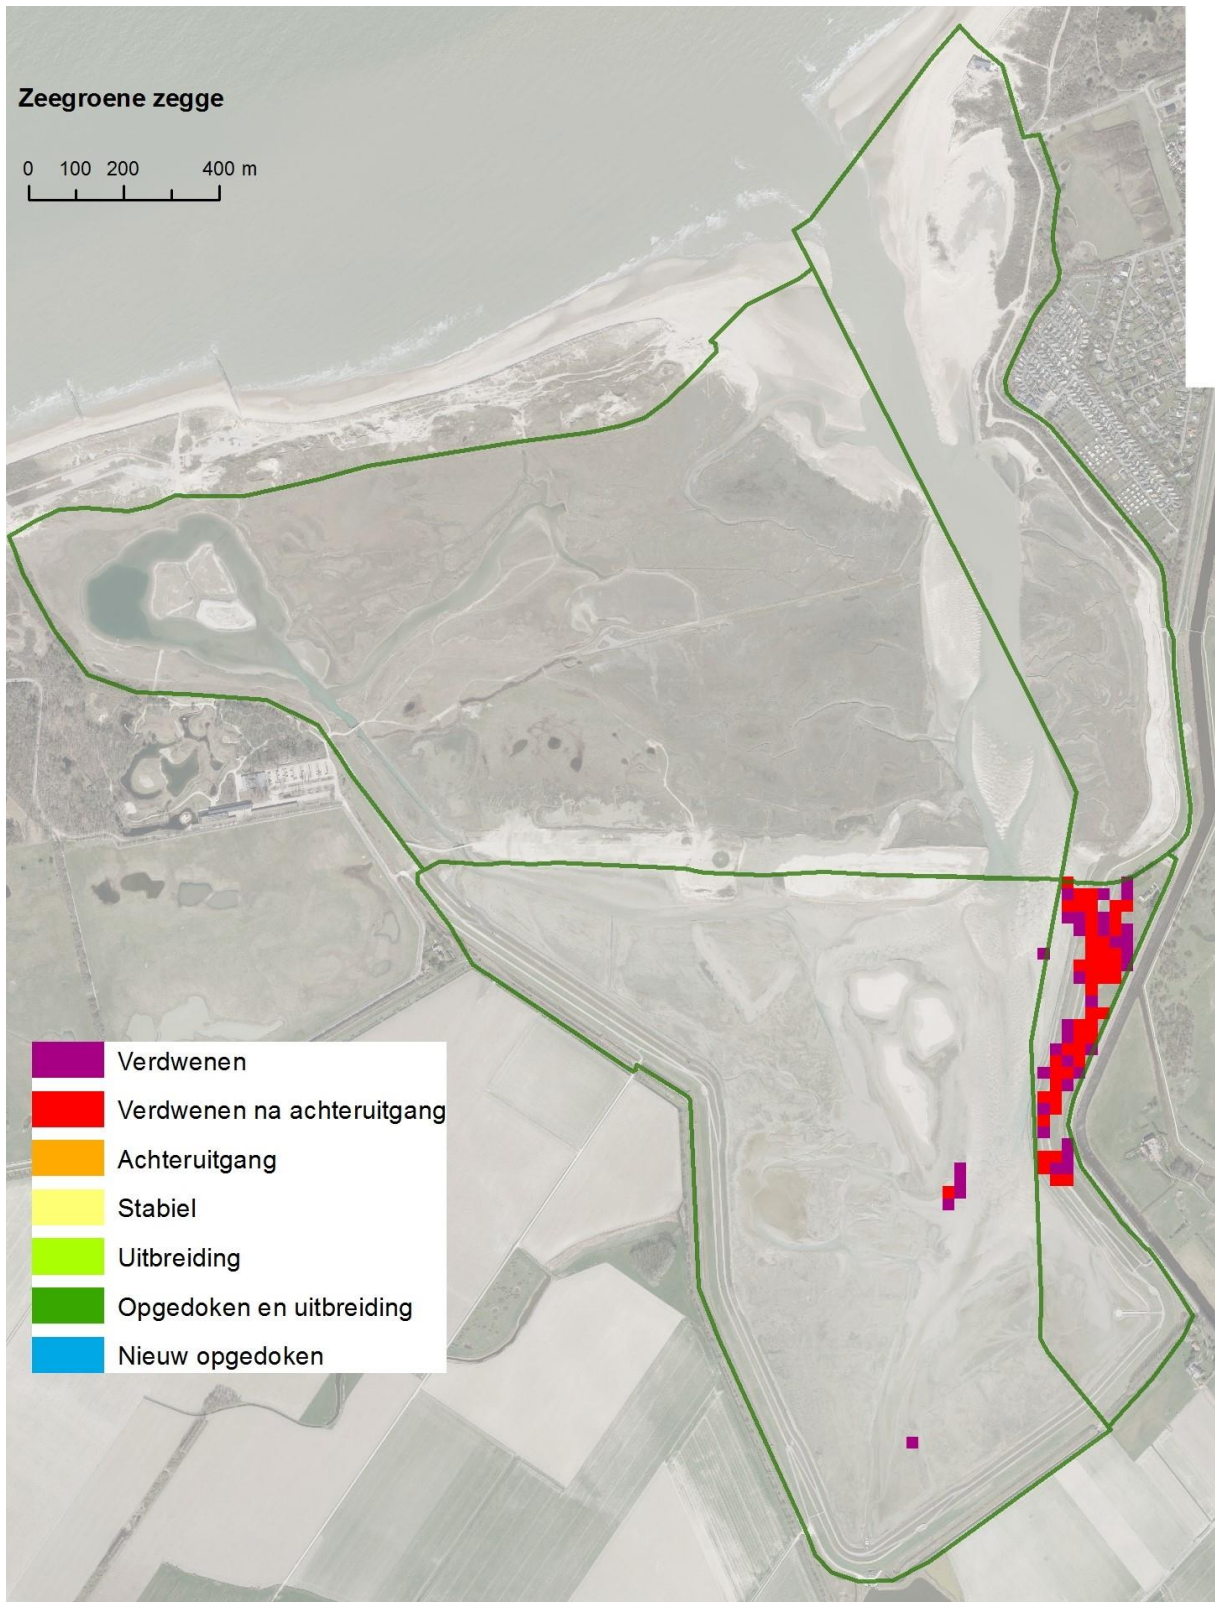 Zeegroene zegge
0 100 200 400 m
Verdwenen
Verdwenen na achteruitgang
Achteruitgang
Stabiel
Uitbreiding
Opgedoken en uitbreiding
Nieuw opgedoken